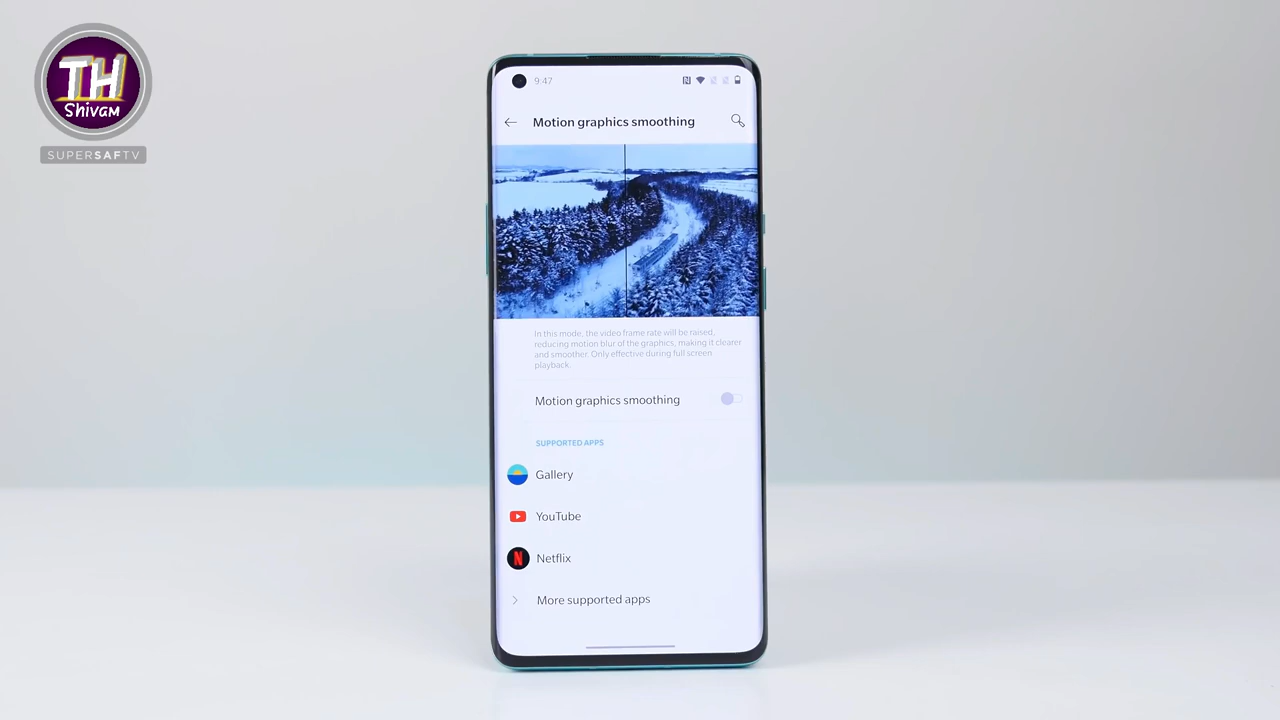 TH
Shivam
SUPERSAFTV
9:47
Motion graphics smoothing
In this mode, the video frame rate will be raised,
reducing motion blur of the graphics, making it clearer
and smoother. Only effective during full screen
playback.
Motion graphics smoothing
SUPPORTED APPS
Gallery
YouTube
N
Netflix
More supported apps